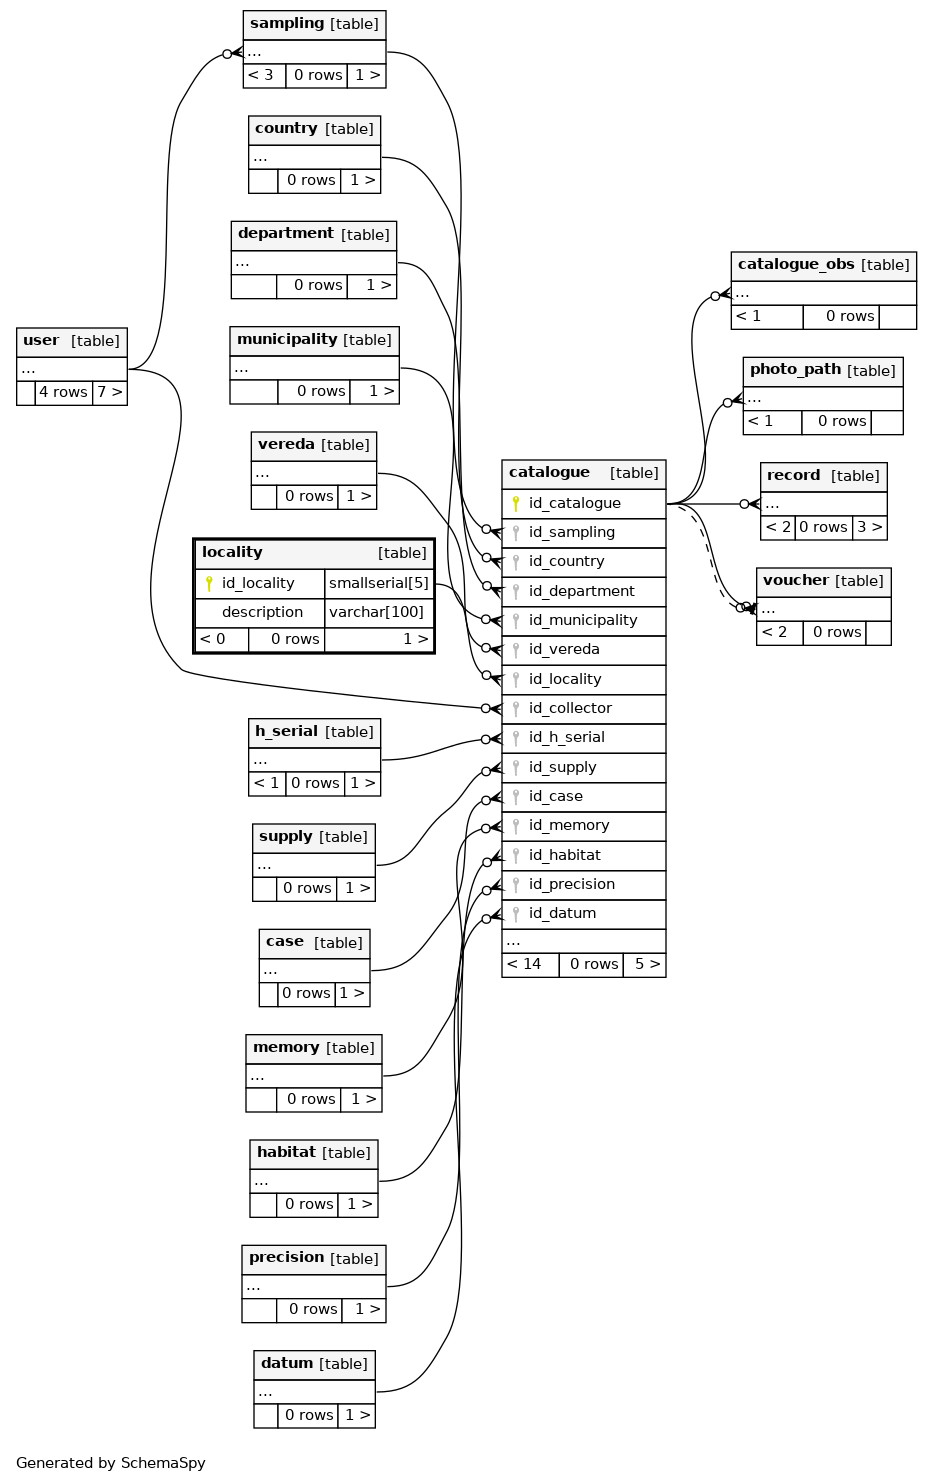 sampling [table]
...
< 3 0 rows 1 >
country [table]
...
0 rows 1 >
department [table]
...
0 rows 1 >
municipality [table]
...
0 rows 1 >
user [table]
...
4 rows 7 >
vereda [table]
...
0 rows 1 >
locality [table]
id_locality smallserial[5]
description varchar[100]
< 0 0 rows 1 >
h_serial [table]
...
< 1 0 rows 1 >
supply [table]
...
0 rows 1 >
case [table]
...
0 rows 1 >
memory [table]
...
0 rows 1 >
habitat [table]
...
0 rows 1 >
precision [table]
...
0 rows 1 >
datum [table]
...
0 rows 1 >
catalogue [table]
id_catalogue
id_sampling
id_country
id_department
id_municipality
id_vereda
id_locality
id_collector
id_h_serial
id_supply
id_case
id_memory
id_habitat
id_precision
id_datum
...
< 14 0 rows 5 >
catalogue_obs [table]
...
< 1 0 rows
photo_path [table]
...
< 1 0 rows
record [table]
...
< 2 0 rows 3 >
voucher [table]
...
< 2 0 rows
Generated by SchemaSpy